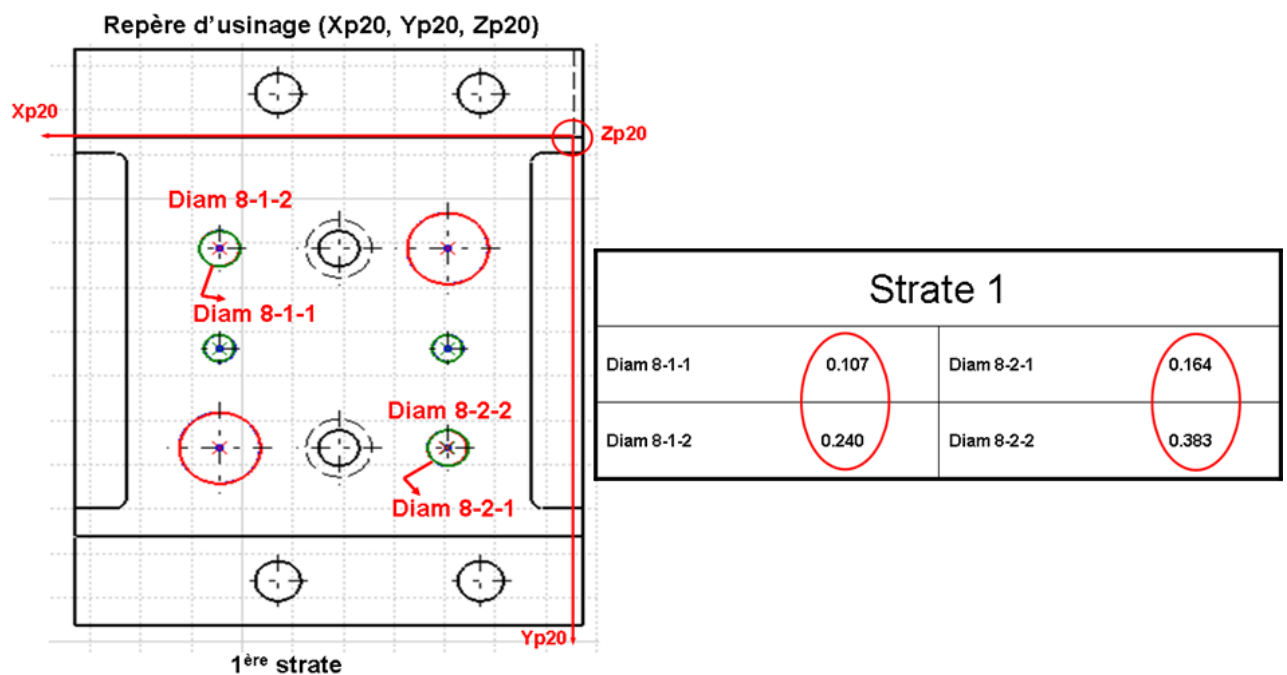 Repère d’usinage (Xp20, Yp20, Zp20)
Xp20
Zp20
Diam 8-1-2
Diam 8-1-1
Diam 8-2-2
Diam 8-2-1
Yp20
1ère strate
Strate 1
Diam 8-1-1 0.107 Diam 8-2-1 0.164
Diam 8-1-2 0.240 Diam 8-2-2 0.383